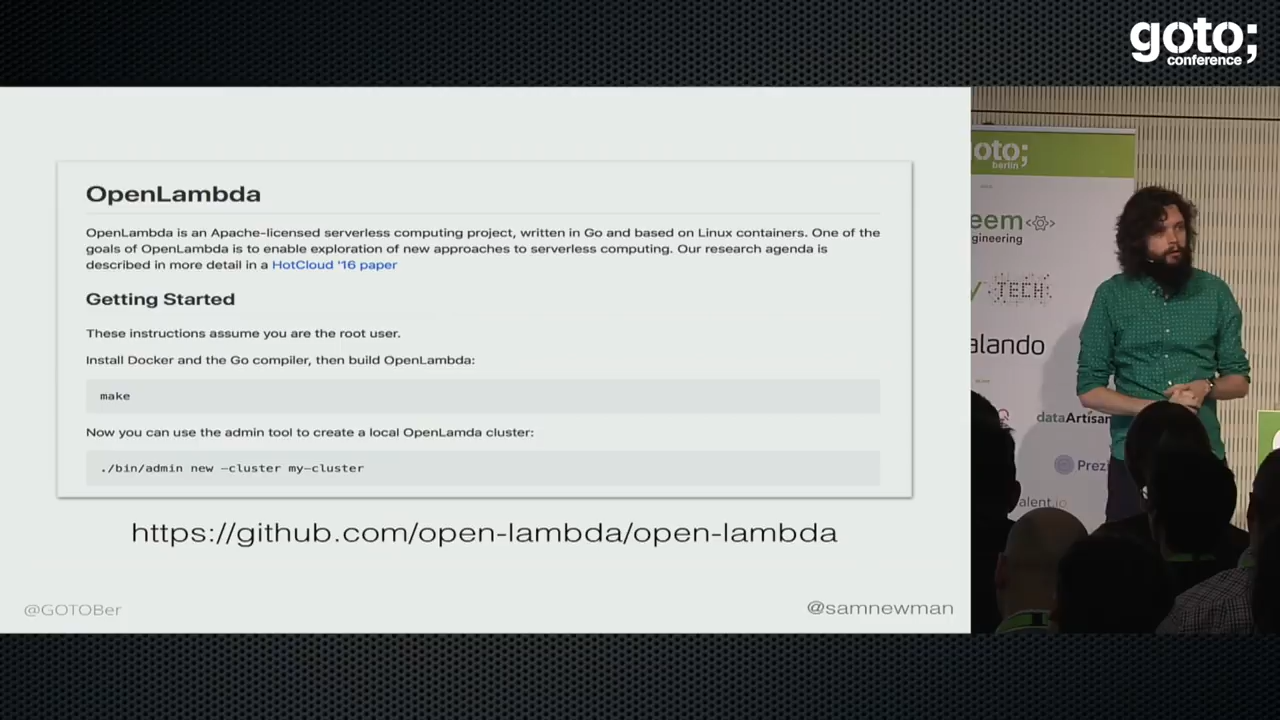 goto;
conference
OpenLambda
OpenLambda is an Apache-licensed serverless computing project, written in Go and based on Linux containers. One of the
goals of OpenLambda is to enable exploration of new approaches to serverless computing. Our research agenda is
described in more detail in a HotCloud '16 paper
Getting Started
These instructions assume you are the root user.
Install Docker and the Go compiler, then build OpenLambda:
make
Now you can use the admin tool to create a local OpenLamda cluster:
./bin/admin new –cluster my-cluster
https://github.com/open-lambda/open-lambda
@GOTOBer
@samnewman
oto;
berlin
eem
gineering
TECH
alando
dataArtisan
Prezi
alent.io